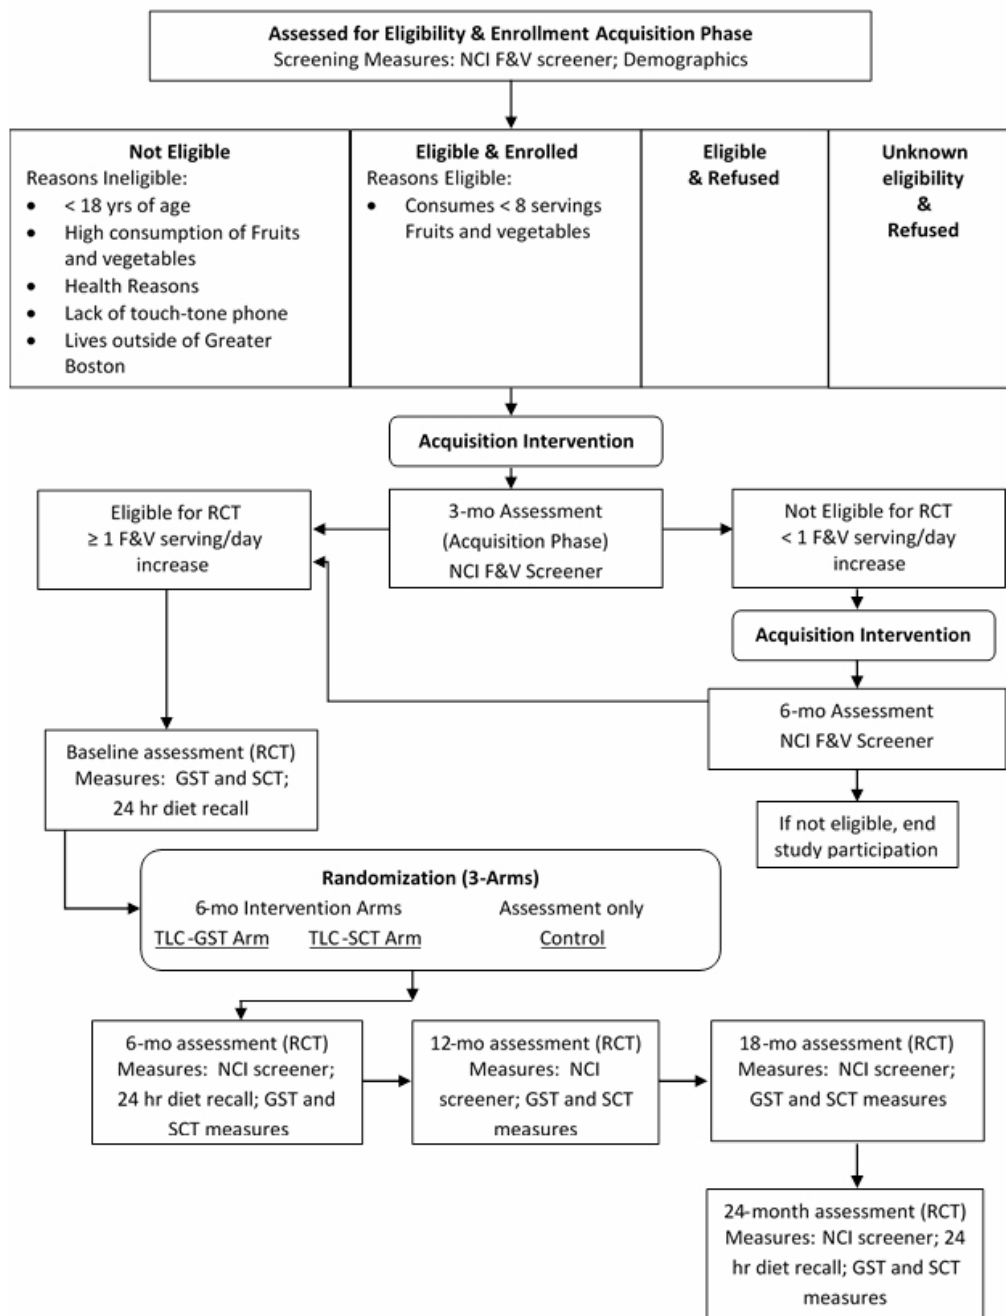 Assessed for Eligibility & Enrollment Acquisition Phase
Screening Measures: NCI F&V screener; Demographics
Not Eligible
Reasons Ineligible:
• < 18 yrs of age
• High consumption of Fruits
and vegetables
• Health Reasons
• Lack of touch-tone phone
• Lives outside of Greater
Boston
Eligible & Enrolled
Reasons Eligible:
• Consumes < 8 servings
Fruits and vegetables
Eligible
& Refused
Unknown
eligibility
&
Refused
Acquisition Intervention
Eligible for RCT
≥ 1 F&V serving/day
increase
3-mo Assessment
(Acquisition Phase)
NCI F&V Screener
Not Eligible for RCT
< 1 F&V serving/day
increase
Acquisition Intervention
6-mo Assessment
NCI F&V Screener
Baseline assessment (RCT)
Measures: GST and SCT;
24 hr diet recall
If not eligible, end
study participation
Randomization (3-Arms)
6-mo Intervention Arms Assessment only
TLC-GST Arm TLC-SCT Arm Control
6-mo assessment (RCT)
Measures: NCI screener;
24 hr diet recall; GST and
SCT measures
12-mo assessment (RCT)
Measures: NCI
screener; GST and SCT
measures
18-mo assessment (RCT)
Measures: NCI screener;
GST and SCT measures
24-month assessment (RCT)
Measures: NCI screener; 24
hr diet recall; GST and SCT
measures